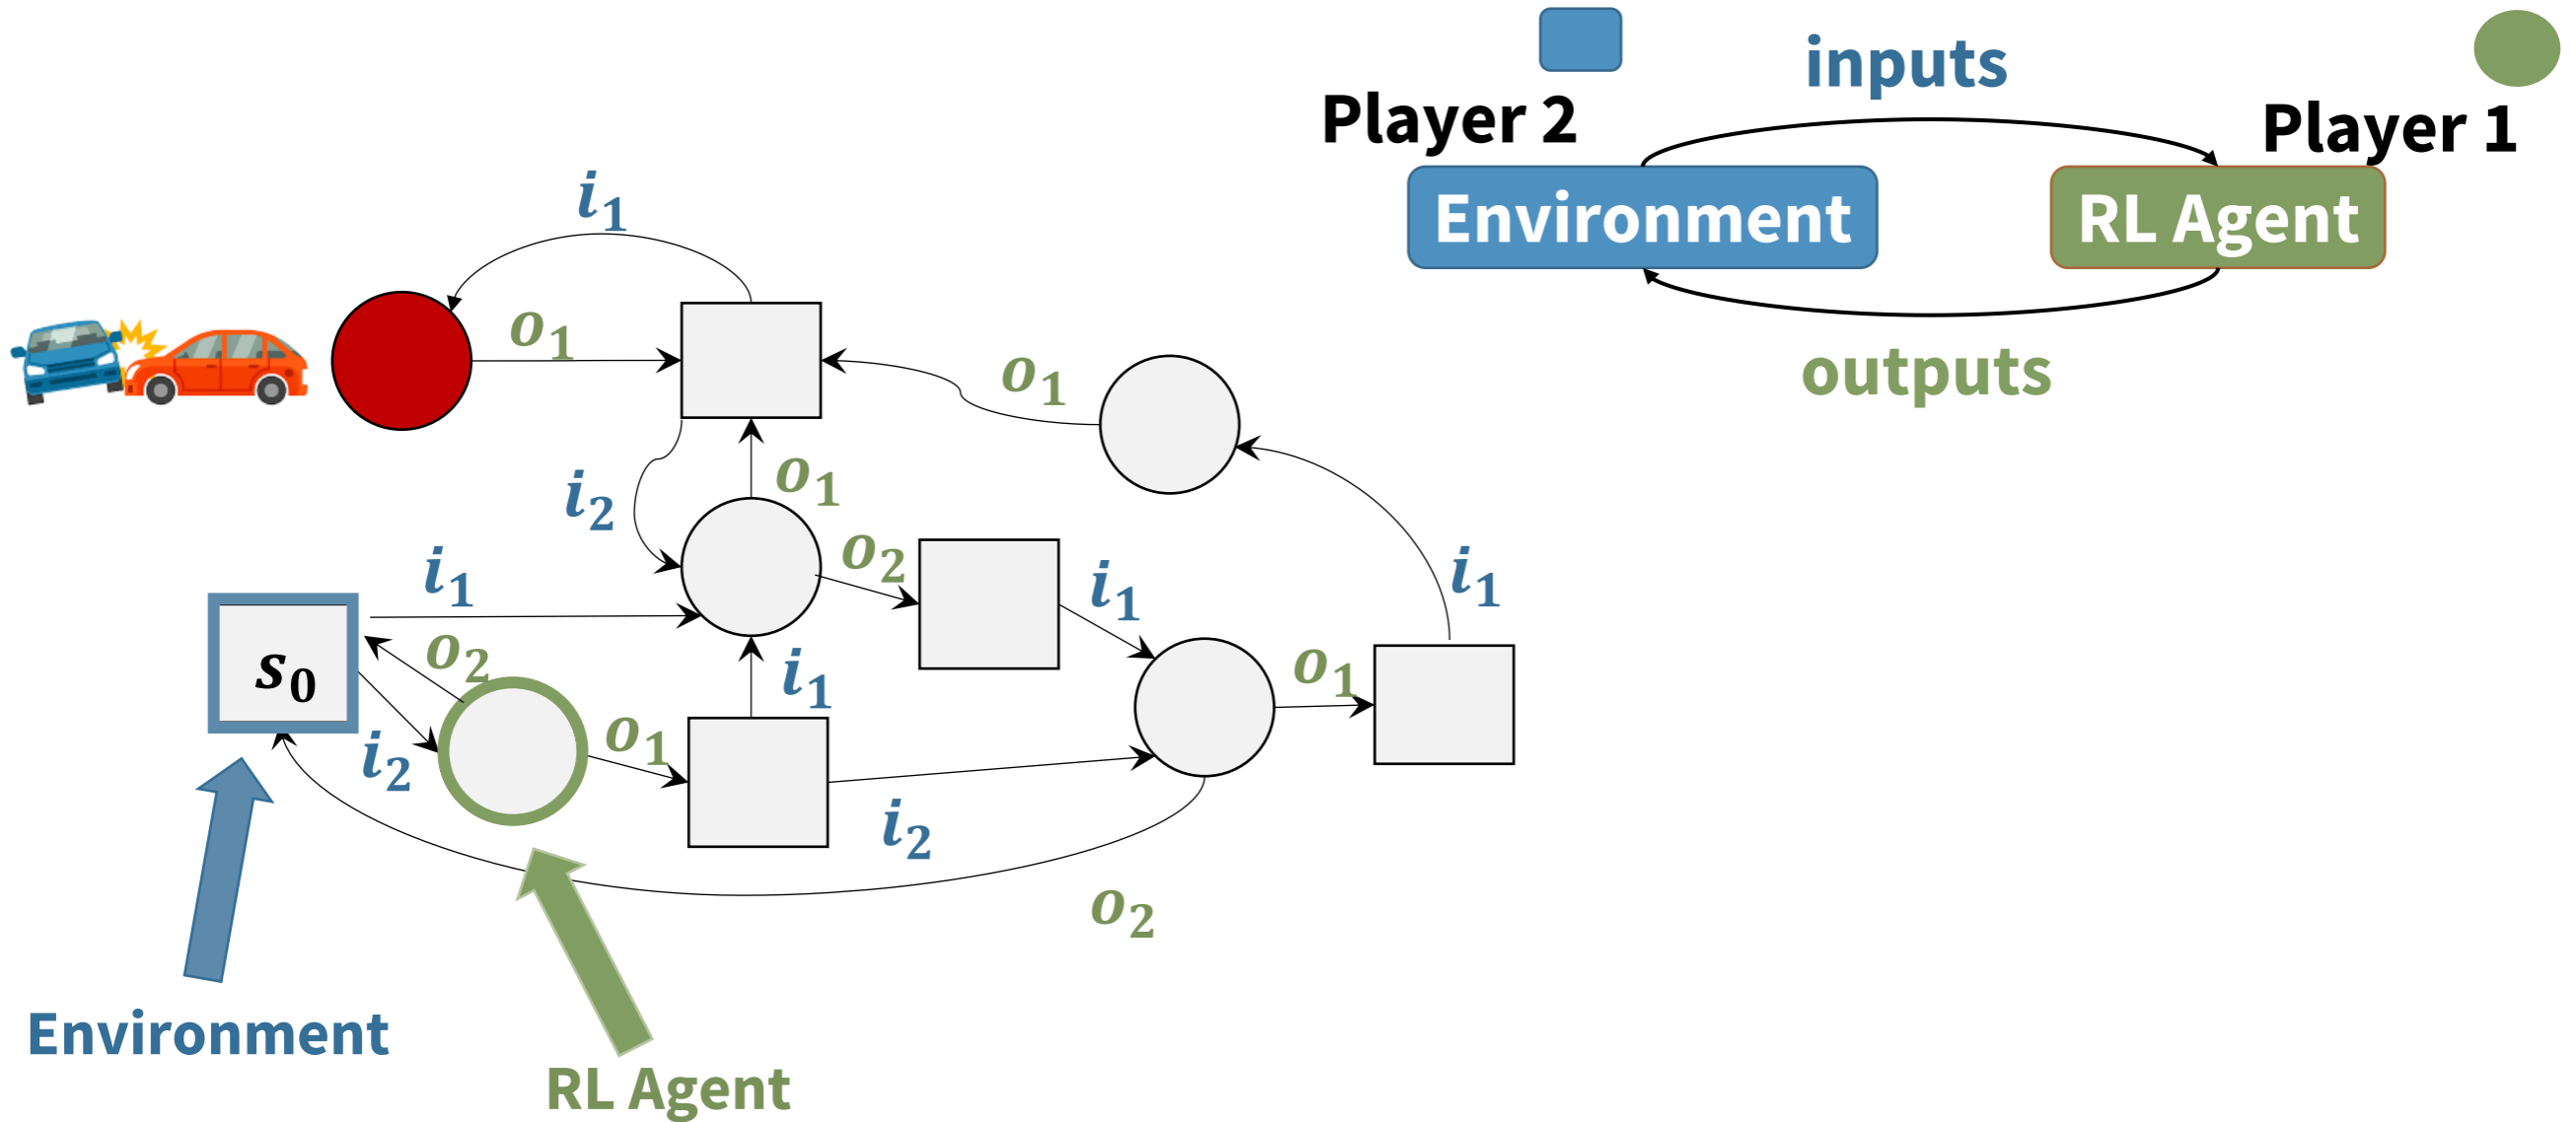 inputs
Player 2
Player 1
Environment
RL Agent
outputs
i₁
o₁
o₁
i₂
o₁
i₁
o₂
i₁
i₁
s₀
o₂
i₁
o₁
i₂
o₁
i₂
o₂
Environment
RL Agent